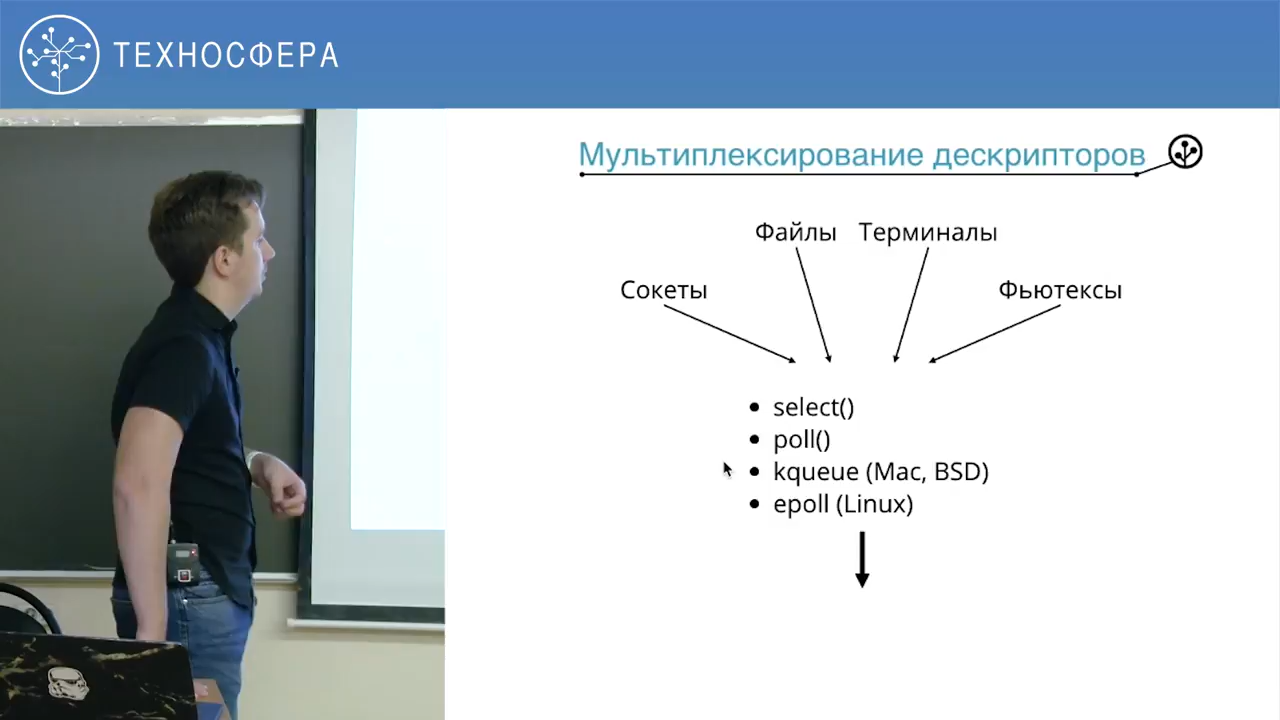 ТЕХНОСФЕРА
Мультиплексирование дескрипторов
Файлы Терминалы
Сокеты Фьютексы
• select()
• poll()
• kqueue (Mac, BSD)
• epoll (Linux)